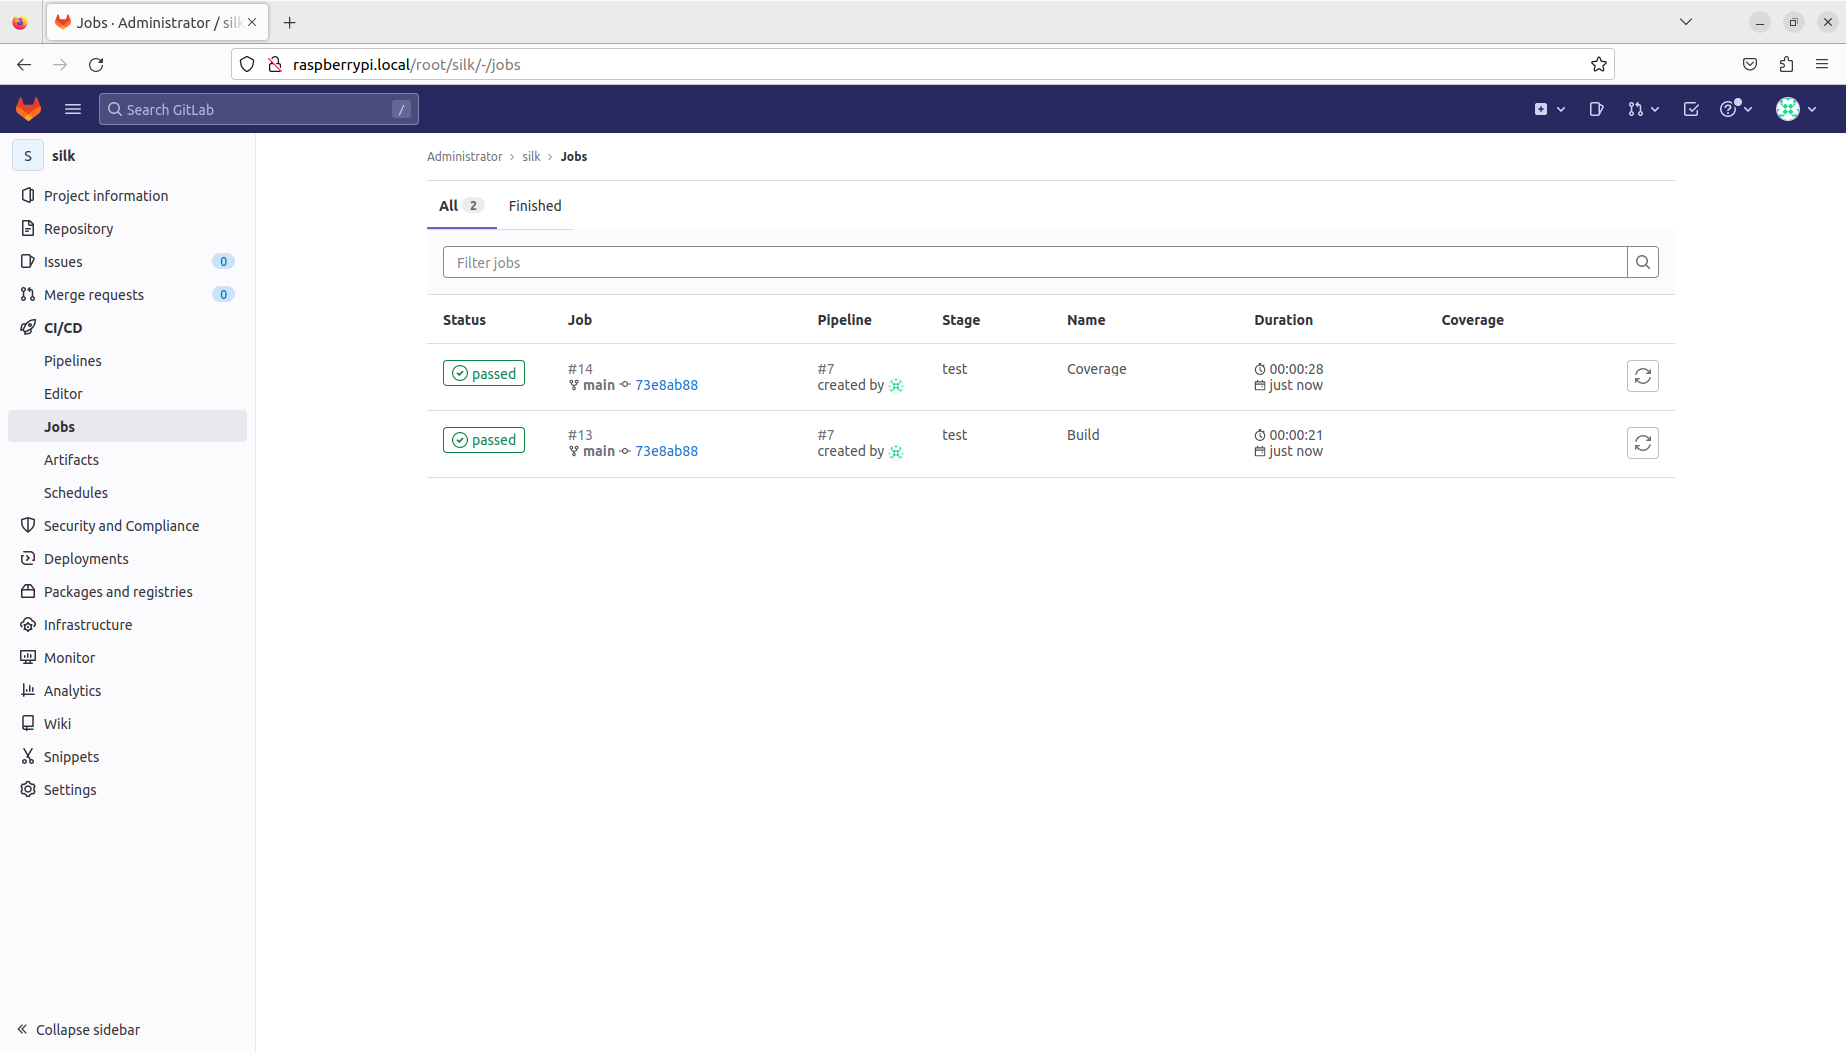 Jobs · Administrator / sil
raspberrypi.local/root/silk/-/jobs
Search GitLab /
S silk
Project information
Repository
Issues 0
Merge requests 0
CI/CD
Pipelines
Editor
Jobs
Artifacts
Schedules
Security and Compliance
Deployments
Packages and registries
Infrastructure
Monitor
Analytics
Wiki
Snippets
Settings
Collapse sidebar
Administrator › silk › Jobs
All 2 Finished
Filter jobs
Status Job Pipeline Stage Name Duration Coverage
passed #14 #7 test Coverage 00:00:28
main 73e8ab88 created by just now
passed #13 #7 test Build 00:00:21
main 73e8ab88 created by just now